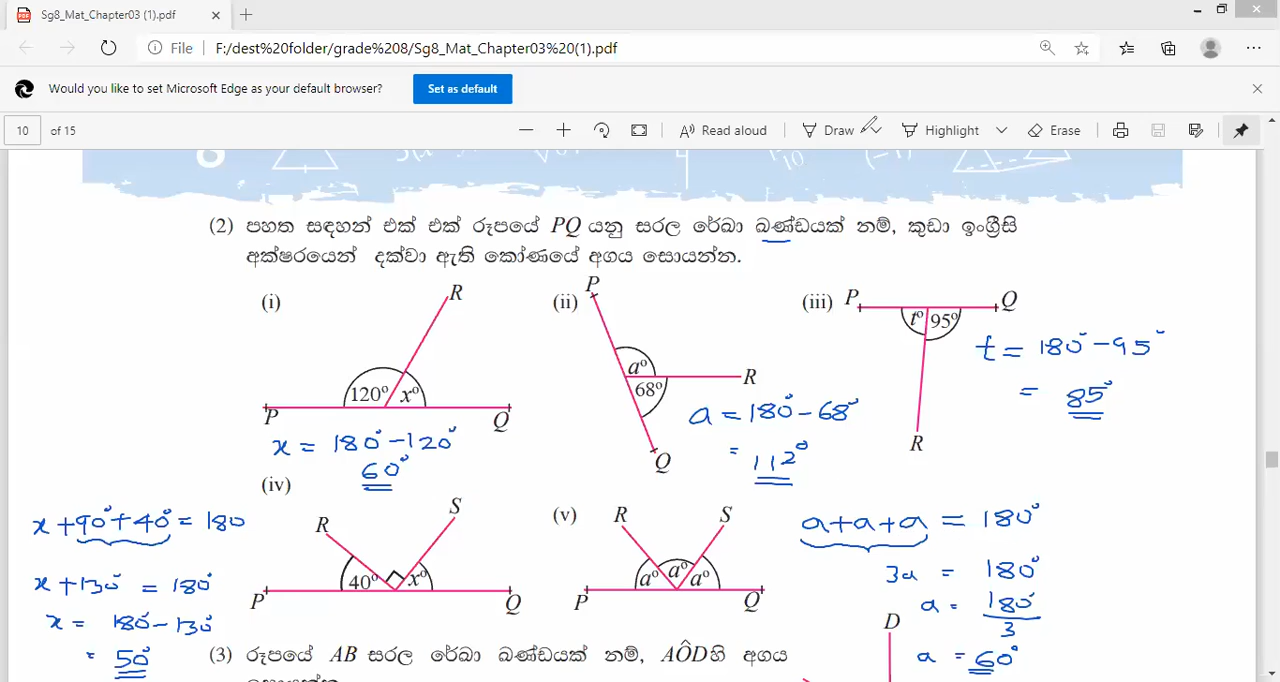 Sg8_Mat_Chapter03 (1).pdf
File F:/dest%20folder/grade%208/Sg8_Mat_Chapter03%20(1).pdf
Would you like to set Microsoft Edge as your default browser? Set as default
10 of 15 Read aloud Draw Highlight Erase
(2) පහත සඳහන් එක් එක් රූපයේ PQ යනු සරල රේඛා ඛණ්ඩයක් නම්, කුඩා ඉංග්‍රීසි
අක්ෂරයෙන් දක්වා ඇති කෝණයේ අගය සොයන්න.
(i)
R
120° x°
P
Q
x = 180° - 120°
60°
(ii)
P
a°
R
68°
Q
a = 180° - 68°
= 112°
(iii)
P
Q
t° 95°
R
t = 180° - 95°
= 85°
(iv)
R
S
40° x°
P
Q
x + 90° + 40° = 180
x + 130° = 180°
x = 180° - 130°
= 50°
(v)
R
S
a° a° a°
P
Q
a + a + a = 180°
3a = 180°
a = 180°
3
a = 60°
D
(3) රූපයේ AB සරල රේඛා ඛණ්ඩයක් නම්, AÔD හි අගය
සොයන්න.